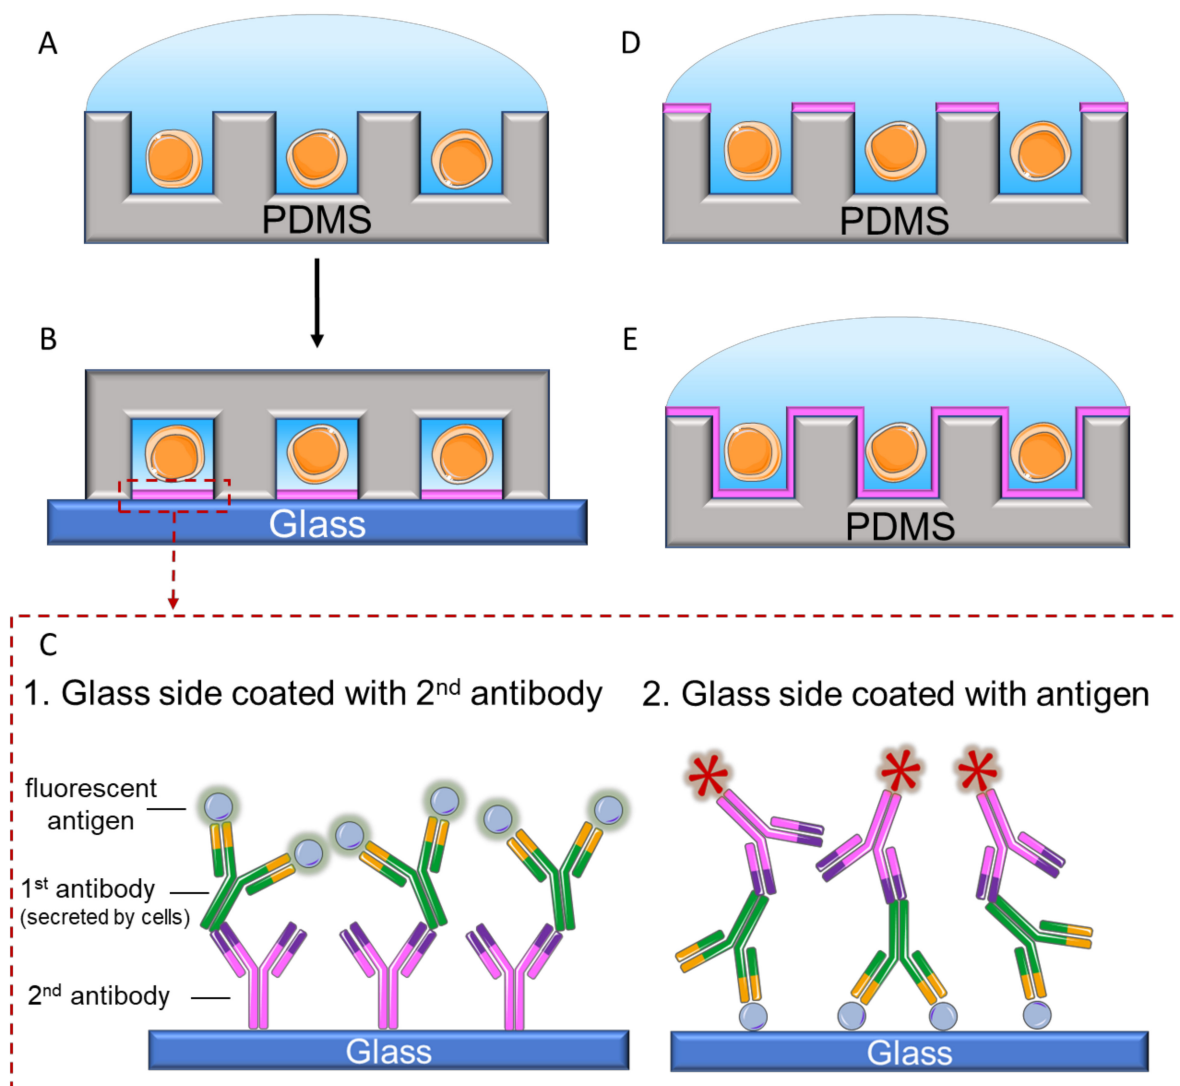 A
PDMS
B
Glass
D
PDMS
E
PDMS
C
1. Glass side coated with 2nd antibody
fluorescent
antigen
1st antibody
(secreted by cells)
2nd antibody
Glass
2. Glass side coated with antigen
Glass